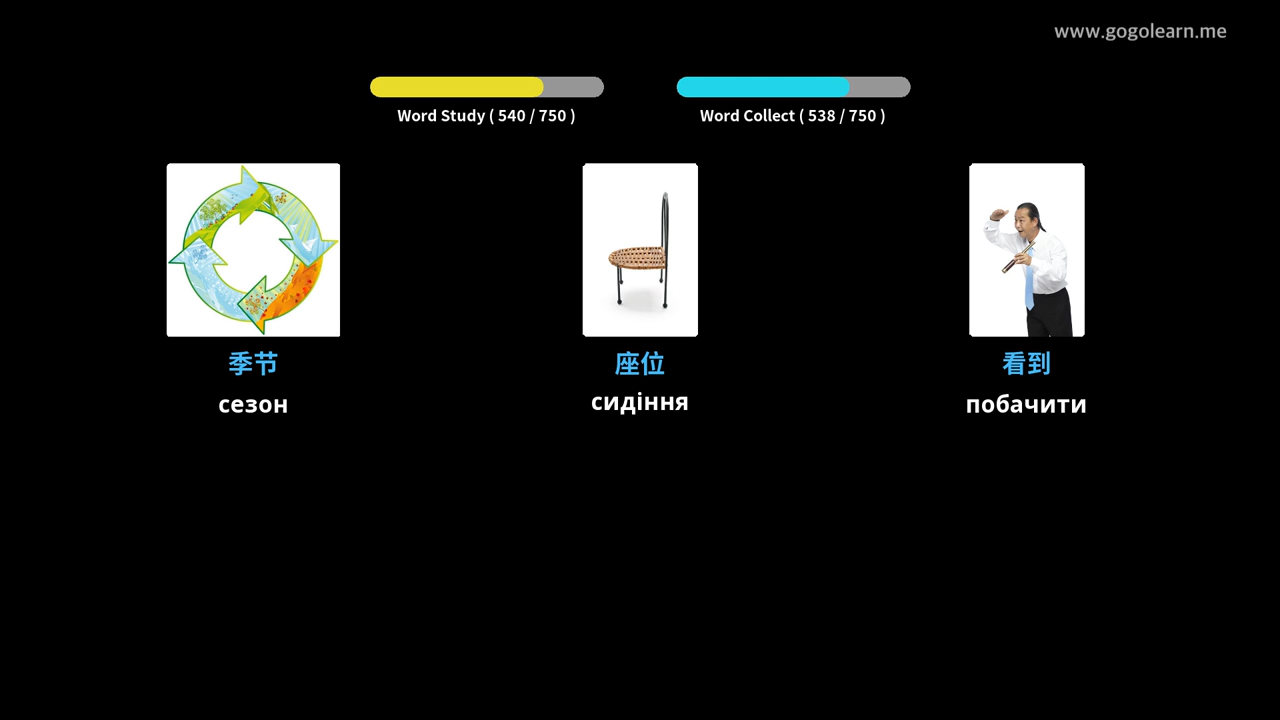 www.gogolearn.me
Word Study ( 540 / 750 )
Word Collect ( 538 / 750 )
季节
座位
看到
сезон
сидіння
побачити